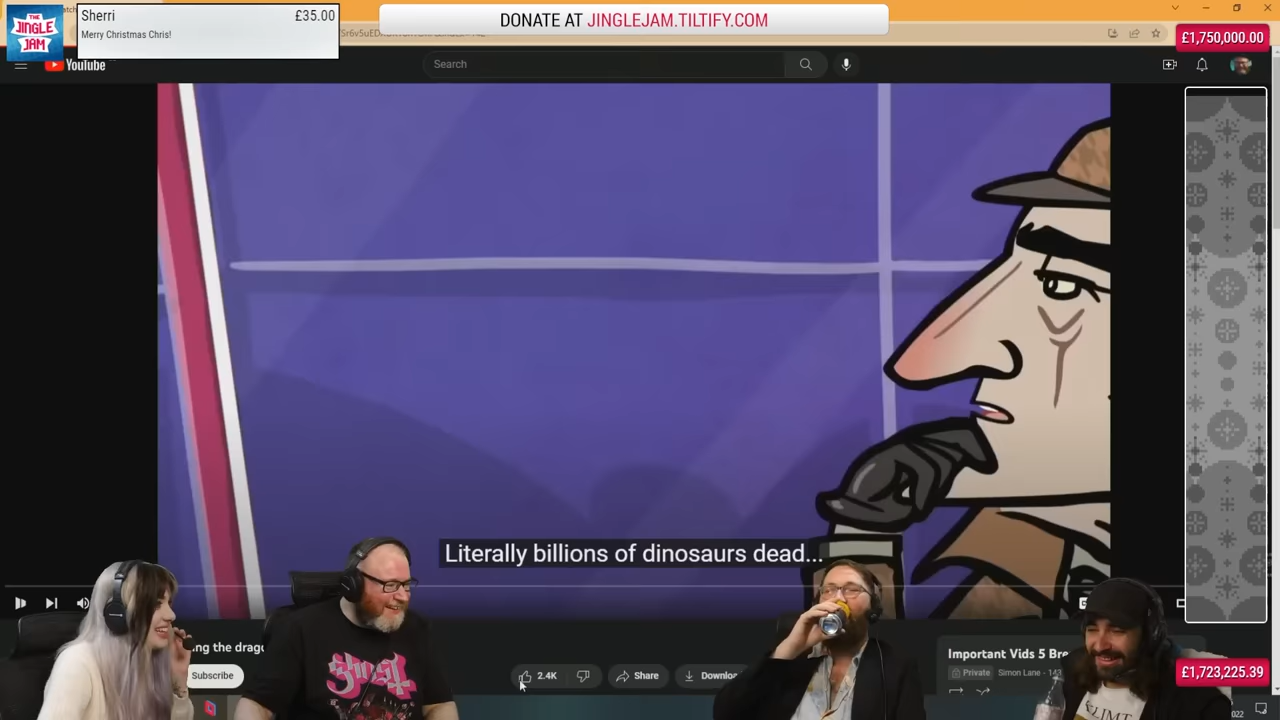 THE
JINGLE
JAM
Sherri £35.00
Merry Christmas Chris!
DONATE AT JINGLEJAM.TILTIFY.COM
£1,750,000.00
YouTube
Search
Literally billions of dinosaurs dead...
Subscribe
2.4K
Share
Important Vids 5 Bre
Private Simon Lane - 143
£1,723,225.39
GHOST